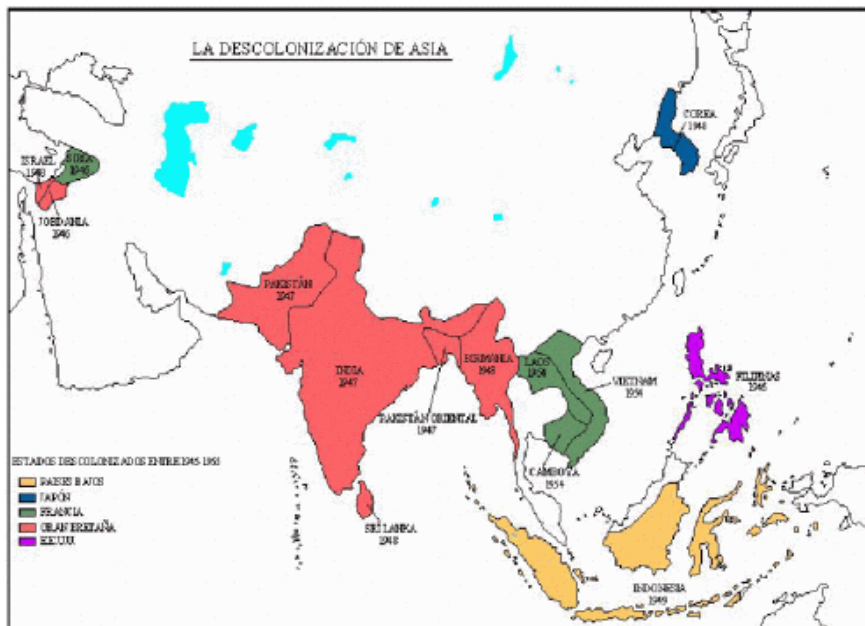 LA DESCOLONIZACIÓN DE ASIA
COREA
1948
ISRAEL
1948
SIRIA
1946
JORDANIA
1946
PAKISTÁN
1947
INDIA
1947
BIRMANIA
1948
PAKISTÁN ORIENTAL
1947
LAOS
1954
VIETNAM
1954
CAMBOYA
1954
FILIPINAS
1946
SRI LANKA
1948
INDONESIA
1949
ESTADOS DESCOLONIZADOS ENTRE 1945-1955
PAISES BAJOS
JAPÓN
FRANCIA
GRAN BRETAÑA
EE.UU.